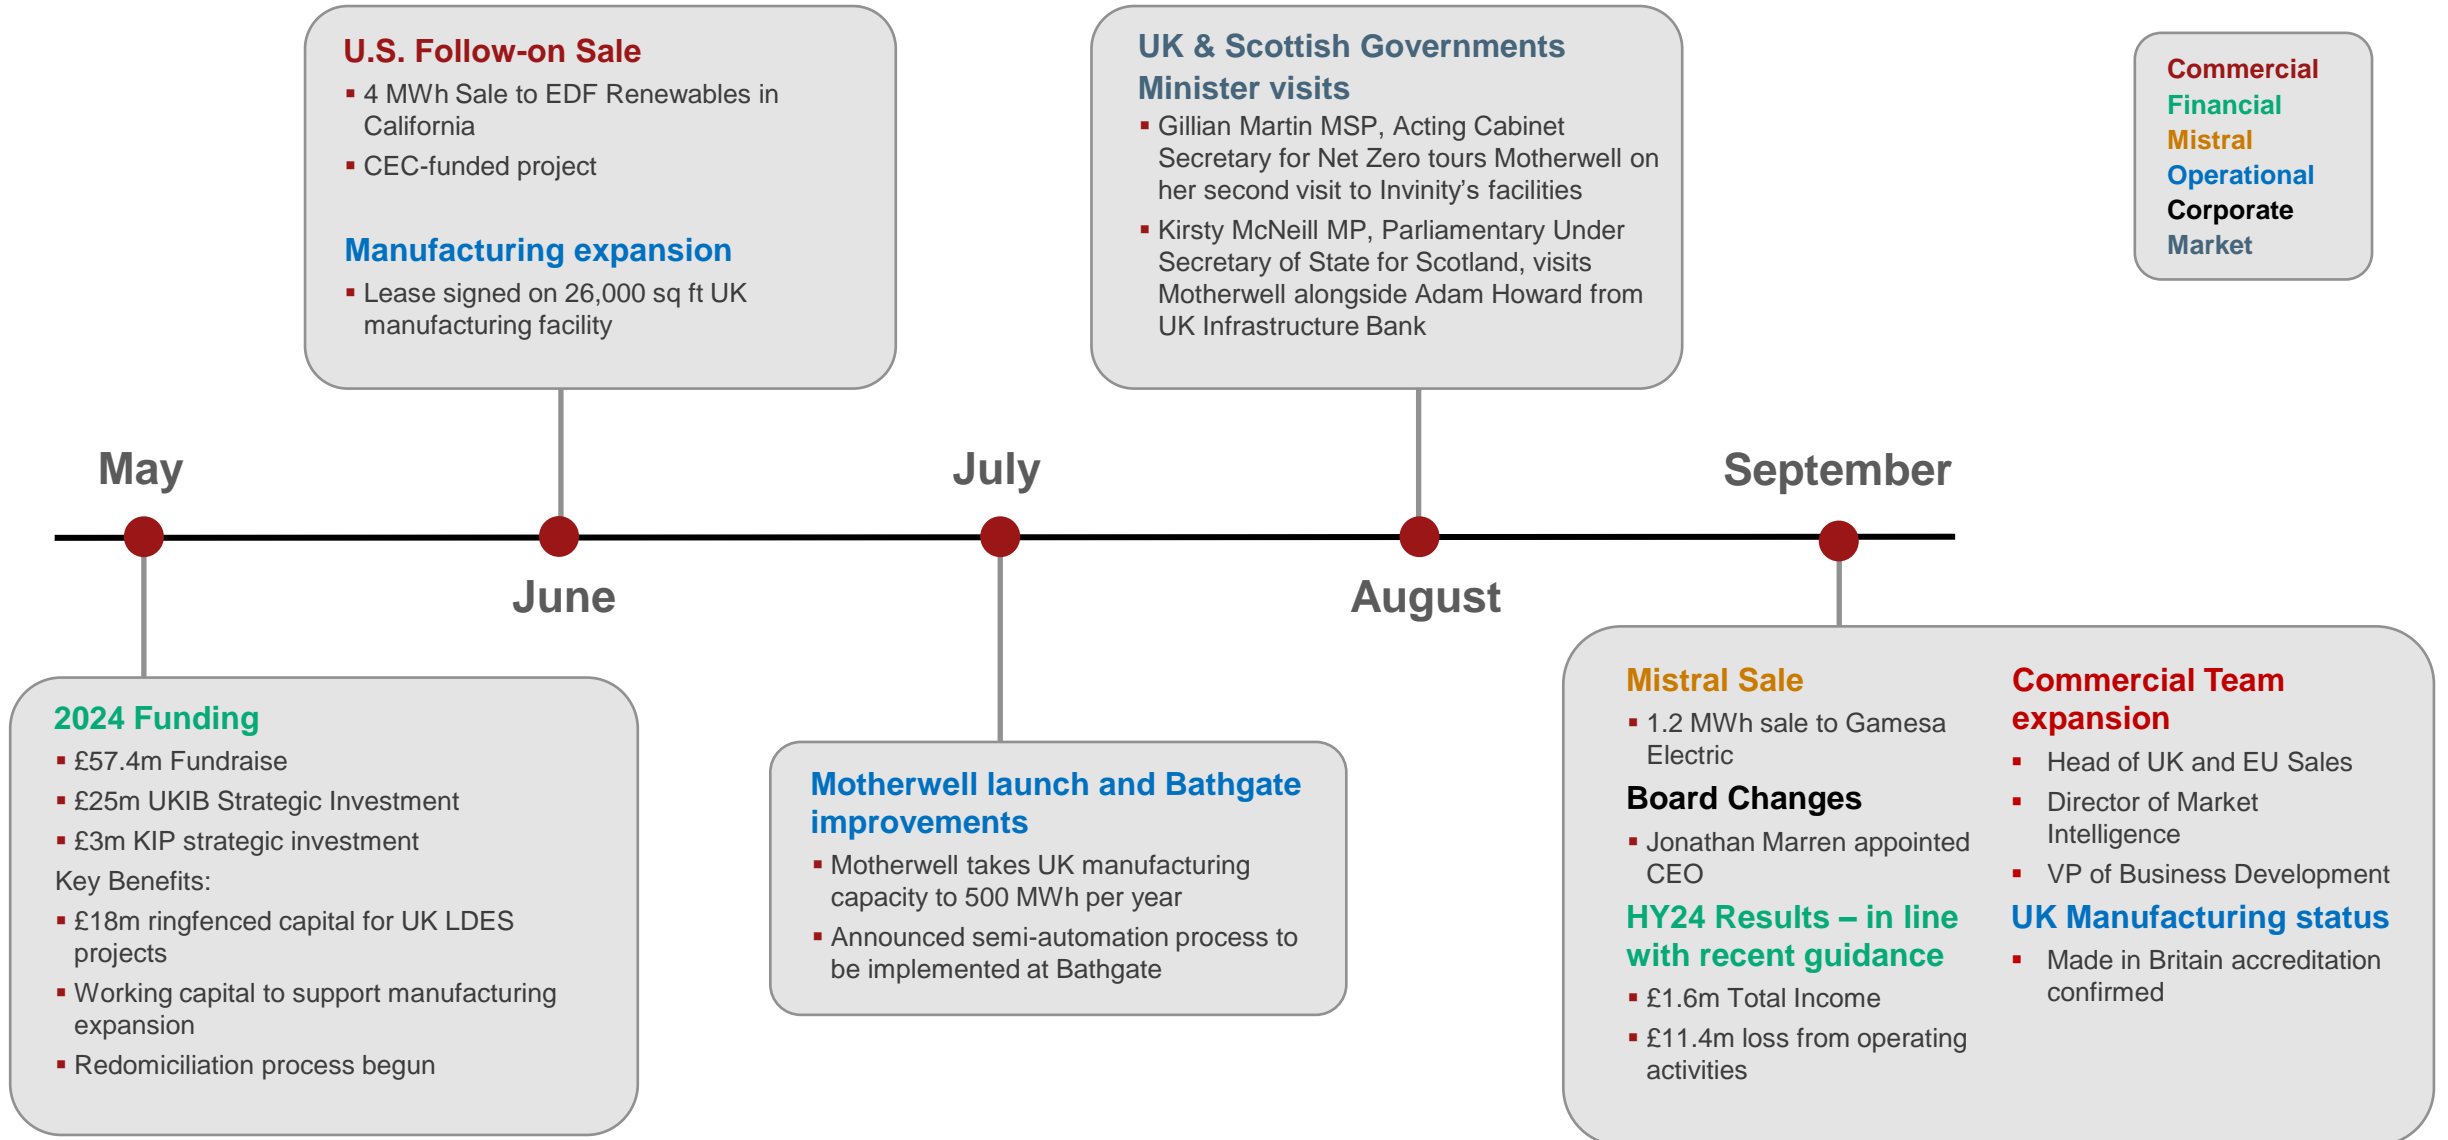 U.S. Follow-on Sale
▪ 4 MWh Sale to EDF Renewables in
California
▪ CEC-funded project
Manufacturing expansion
▪ Lease signed on 26,000 sq ft UK
manufacturing facility
UK & Scottish Governments
Minister visits
▪ Gillian Martin MSP, Acting Cabinet
Secretary for Net Zero tours Motherwell on
her second visit to Invinity’s facilities
▪ Kirsty McNeill MP, Parliamentary Under
Secretary of State for Scotland, visits
Motherwell alongside Adam Howard from
UK Infrastructure Bank
Commercial
Financial
Mistral
Operational
Corporate
Market
May
June
July
August
September
2024 Funding
▪ £57.4m Fundraise
▪ £25m UKIB Strategic Investment
▪ £3m KIP strategic investment
Key Benefits:
▪ £18m ringfenced capital for UK LDES
projects
▪ Working capital to support manufacturing
expansion
▪ Redomiciliation process begun
Motherwell launch and Bathgate
improvements
▪ Motherwell takes UK manufacturing
capacity to 500 MWh per year
▪ Announced semi-automation process to
be implemented at Bathgate
Mistral Sale
▪ 1.2 MWh sale to Gamesa
Electric
Board Changes
▪ Jonathan Marren appointed
CEO
HY24 Results – in line
with recent guidance
▪ £1.6m Total Income
▪ £11.4m loss from operating
activities
Commercial Team
expansion
▪ Head of UK and EU Sales
▪ Director of Market
Intelligence
▪ VP of Business Development
UK Manufacturing status
▪ Made in Britain accreditation
confirmed